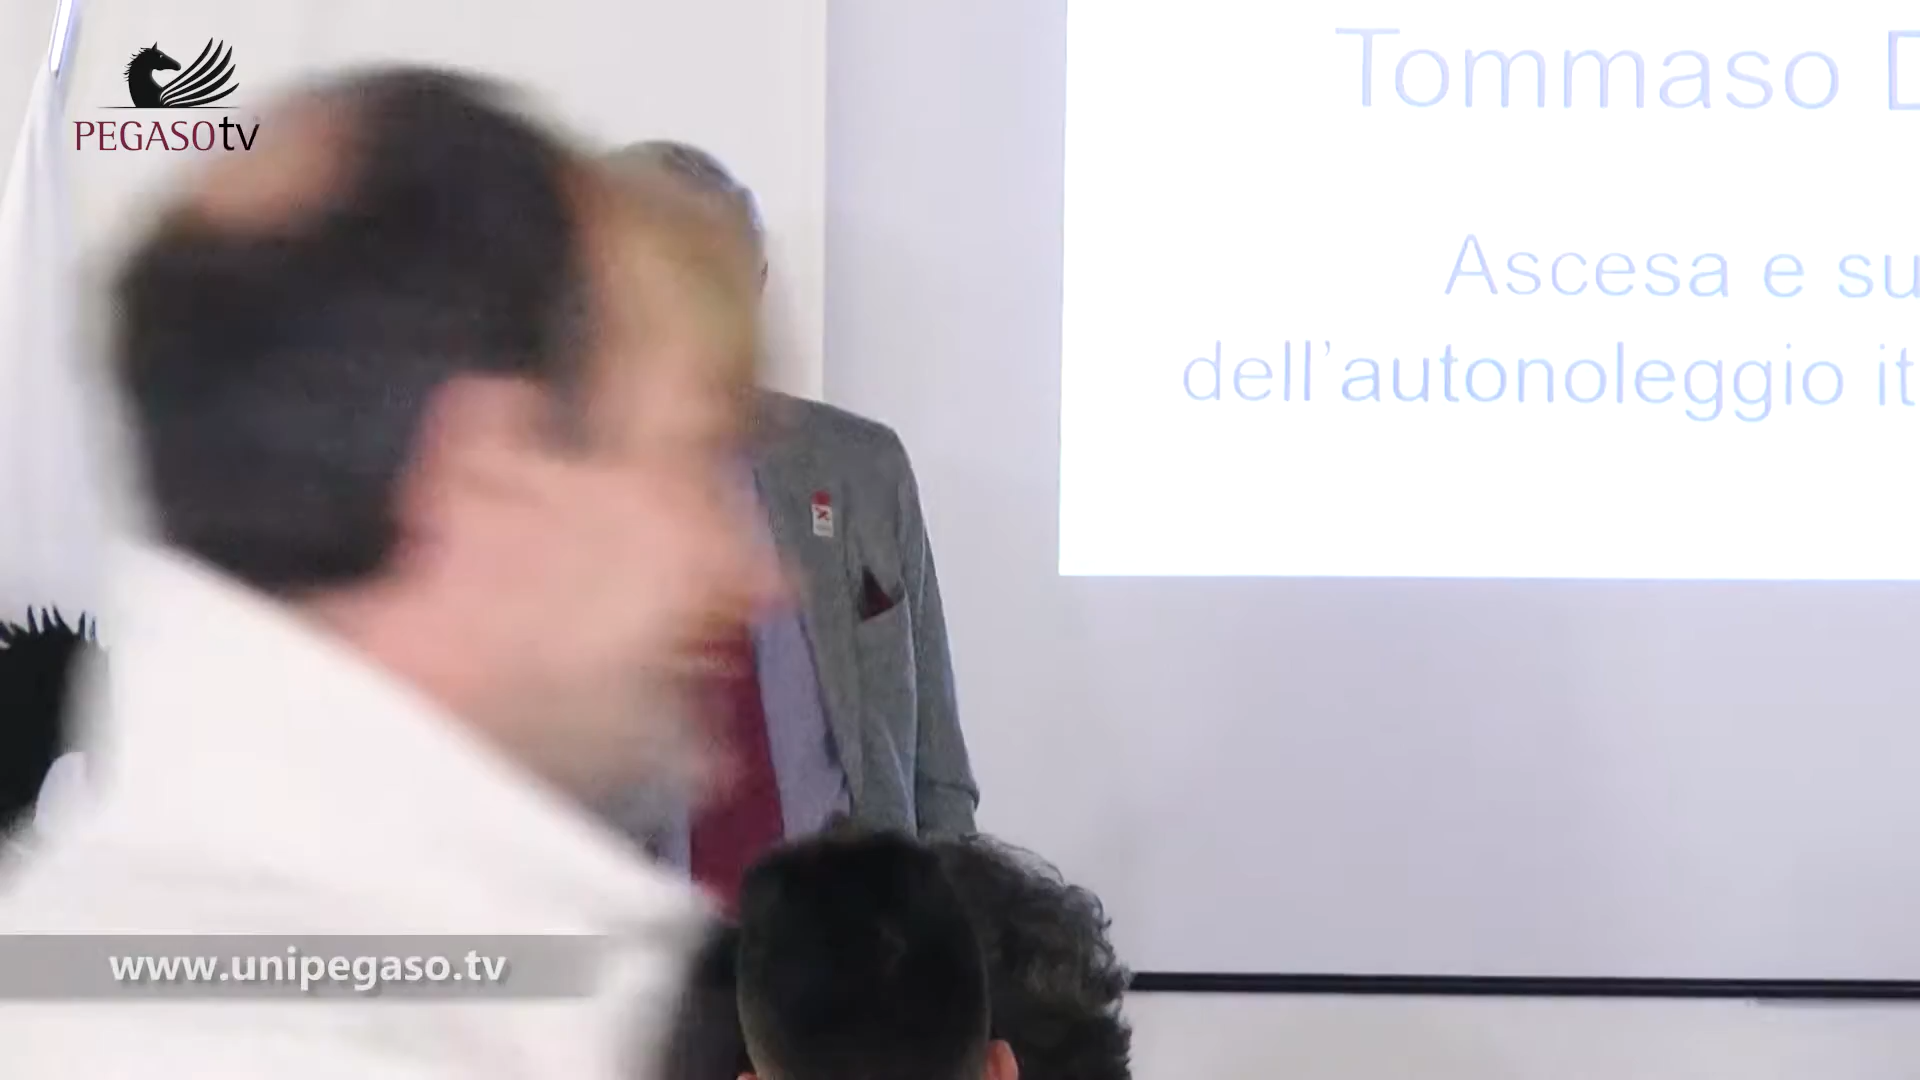 PEGASOtv
Tommaso D
Ascesa e su
dell’autonoleggio it
www.unipegaso.tv